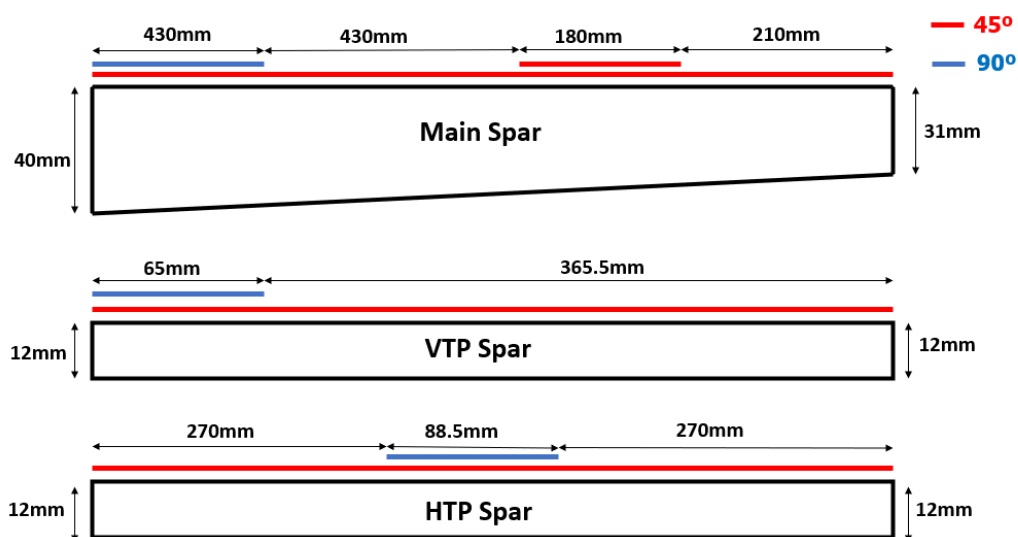 430mm 430mm 180mm 210mm
45º
90º
40mm
Main Spar
31mm
65mm 365.5mm
12mm
VTP Spar
12mm
270mm 88.5mm 270mm
12mm
HTP Spar
12mm